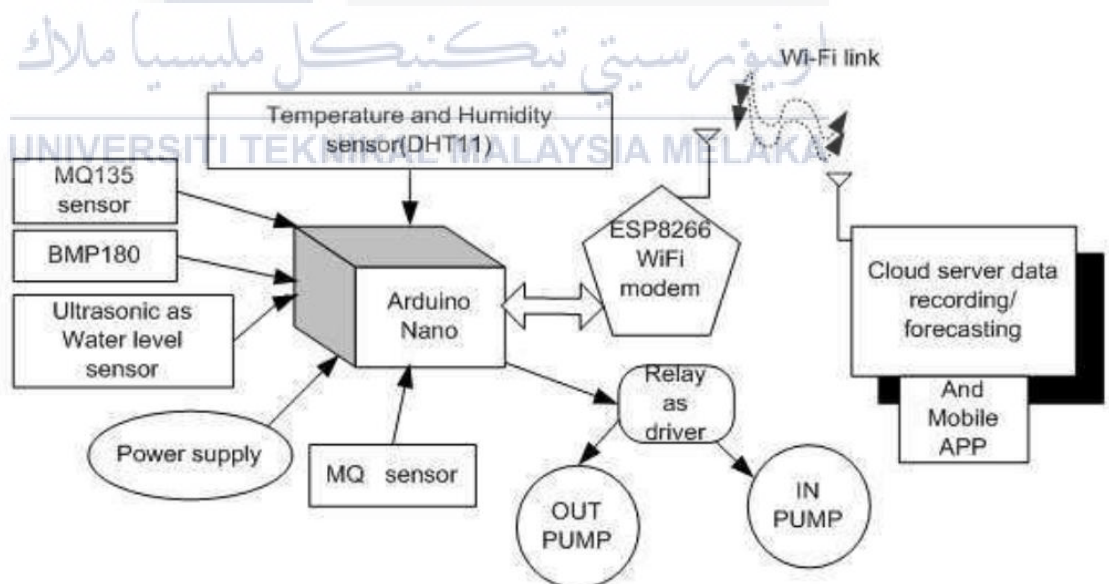 اونيۏرسيتي تيكنيكل مليسيا ملاك
Wi-Fi link
Temperature and Humidity
sensor(DHT11)
UNIVERSITI TEKNIKAL MALAYSIA MELAKA
MQ135
sensor
BMP180
Ultrasonic as
Water level
sensor
Arduino
Nano
ESP8266
WiFi
modem
Cloud server data
recording/
forecasting
And
Mobile
APP
Relay
as
driver
Power supply
MQ sensor
OUT
PUMP
IN
PUMP